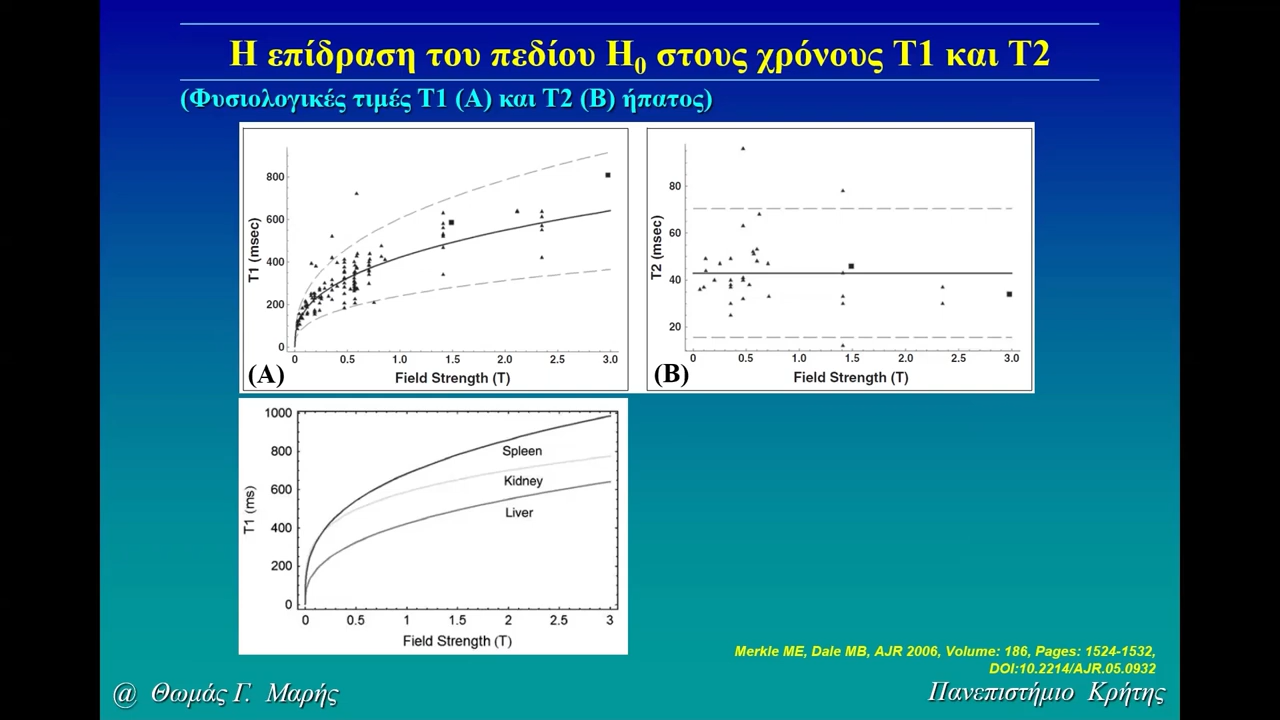 Η επίδραση του πεδίου H0 στους χρόνους Τ1 και Τ2
(Φυσιολογικές τιμές Τ1 (Α) και Τ2 (Β) ήπατος)
T1 (msec)
800
600
400
200
0
0
0.5
1.0
1.5
2.0
2.5
3.0
Field Strength (T)
(A)
T2 (msec)
80
60
40
20
0
0.5
1.0
1.5
2.0
2.5
3.0
Field Strength (T)
(B)
T1 (ms)
1000
800
600
400
200
0
Spleen
Kidney
Liver
0
0.5
1
1.5
2
2.5
3
Field Strength (T)
Merkle ME, Dale MB, AJR 2006, Volume: 186, Pages: 1524-1532,
DOI:10.2214/AJR.05.0932
@ Θωμάς Γ. Μαρής
Πανεπιστήμιο Κρήτης